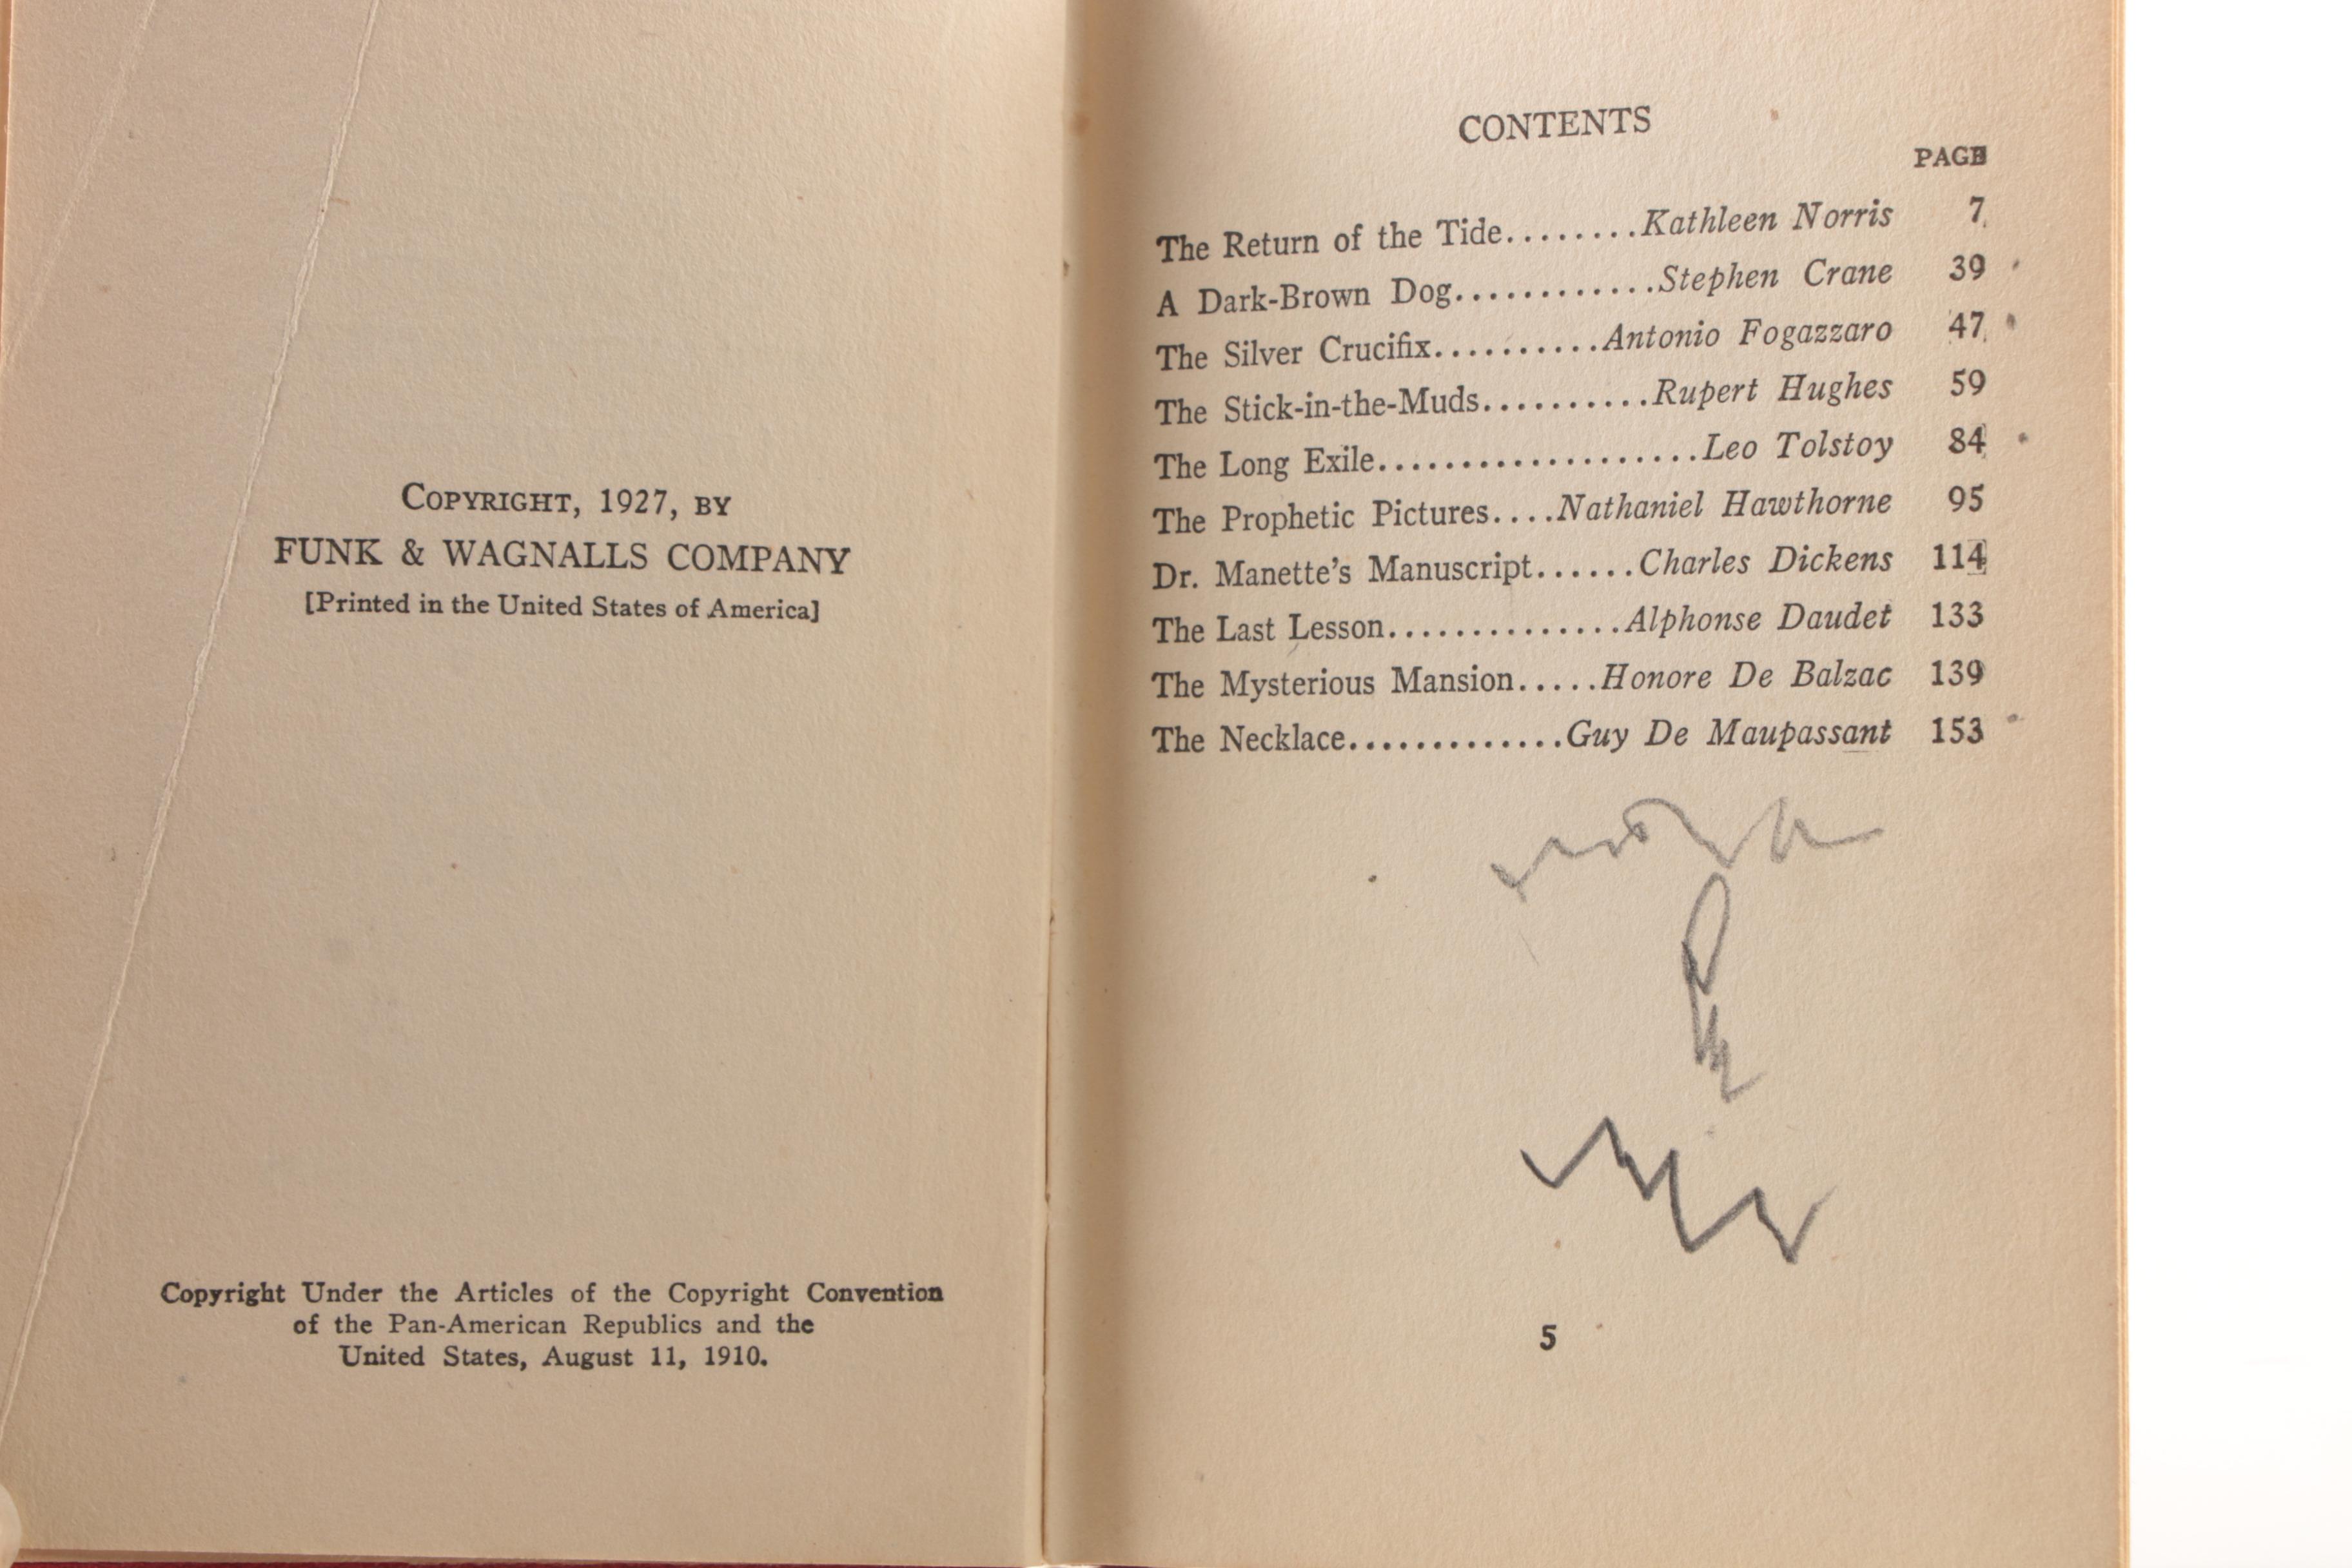 COPYRIGHT, 1927, BY
FUNK & WAGNALLS COMPANY
[Printed in the United States of America]
Copyright Under the Articles of the Copyright Convention
of the Pan-American Republics and the
United States, August 11, 1910.
CONTENTS
PAGE
The Return of the Tide........Kathleen Norris 7
A Dark-Brown Dog............Stephen Crane 39
The Silver Crucifix..........Antonio Fogazzaro 47
The Stick-in-the-Muds..........Rupert Hughes 59
The Long Exile...................Leo Tolstoy 84
The Prophetic Pictures....Nathaniel Hawthorne 95
Dr. Manette's Manuscript......Charles Dickens 114
The Last Lesson..............Alphonse Daudet 133
The Mysterious Mansion.....Honore De Balzac 139
The Necklace.............Guy De Maupassant 153
5